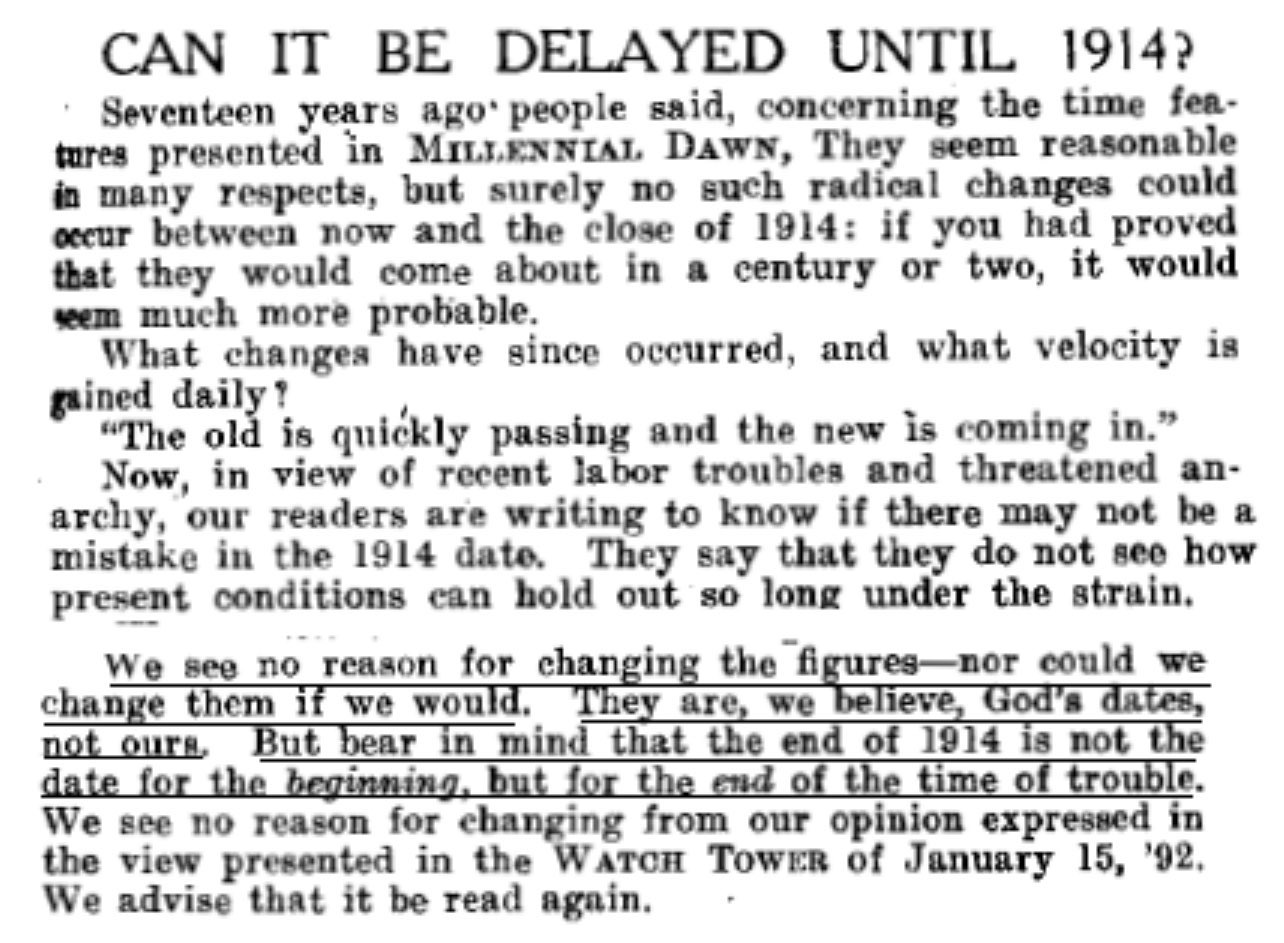 CAN IT BE DELAYED UNTIL 1914?
Seventeen years ago people said, concerning the time fea-
tures presented in MILLENNIAL DAWN, They seem reasonable
in many respects, but surely no such radical changes could
occur between now and the close of 1914: if you had proved
that they would come about in a century or two, it would
seem much more probable.
What changes have since occurred, and what velocity is
gained daily?
"The old is quickly passing and the new is coming in."
Now, in view of recent labor troubles and threatened an-
archy, our readers are writing to know if there may not be a
mistake in the 1914 date. They say that they do not see how
present conditions can hold out so long under the strain.
We see no reason for changing the figures—nor could we
change them if we would. They are, we believe, God's dates,
not ours. But bear in mind that the end of 1914 is not the
date for the beginning, but for the end of the time of trouble.
We see no reason for changing from our opinion expressed in
the view presented in the WATCH TOWER of January 15, '92.
We advise that it be read again.